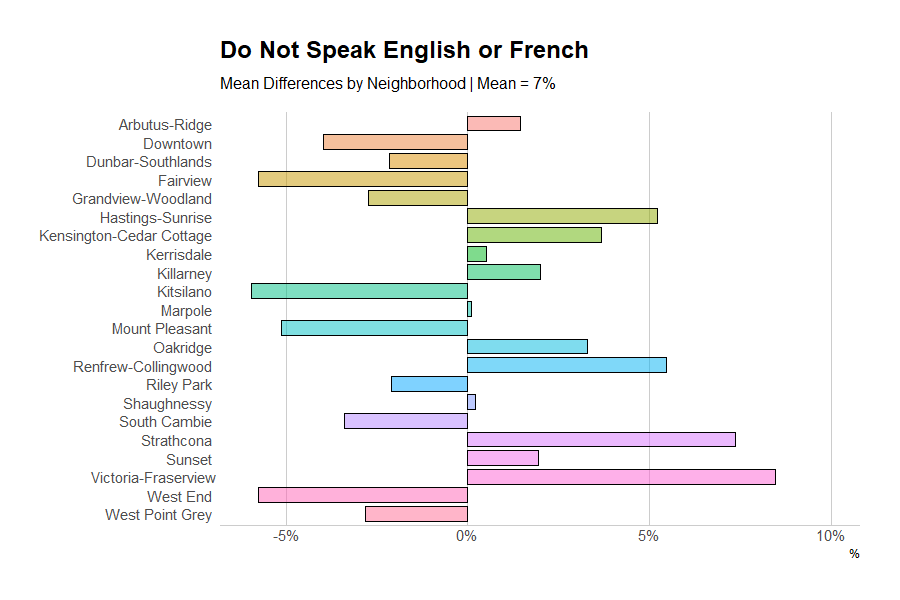 Do Not Speak English or French
Mean Differences by Neighborhood | Mean = 7%
Arbutus-Ridge
Downtown
Dunbar-Southlands
Fairview
Grandview-Woodland
Hastings-Sunrise
Kensington-Cedar Cottage
Kerrisdale
Killarney
Kitsilano
Marpole
Mount Pleasant
Oakridge
Renfrew-Collingwood
Riley Park
Shaughnessy
South Cambie
Strathcona
Sunset
Victoria-Fraserview
West End
West Point Grey
-5% 0% 5% 10%
%